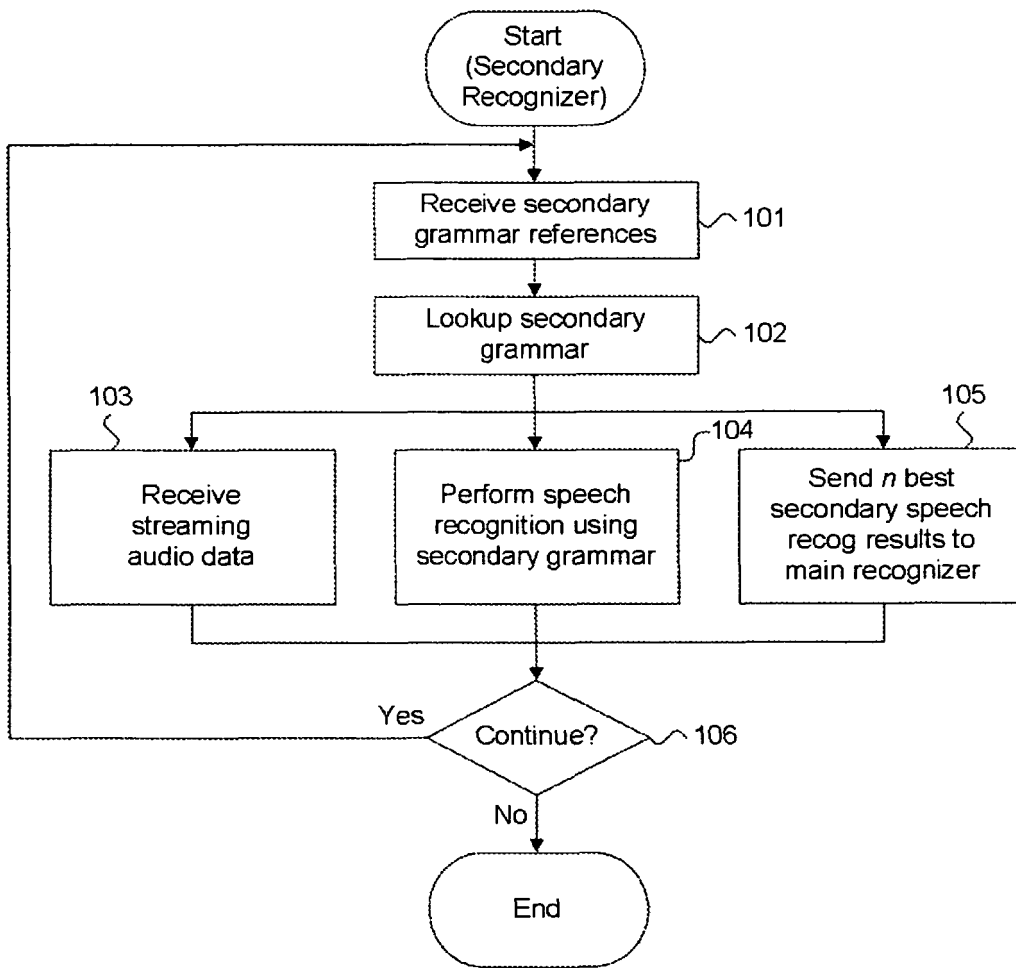 Start
(Secondary
Recognizer)
Receive secondary
grammar references
101
Lookup secondary
grammar
102
103
Receive
streaming
audio data
104
Perform speech
recognition using
secondary grammar
105
Send n best
secondary speech
recog results to
main recognizer
Yes
Continue?
106
No
End